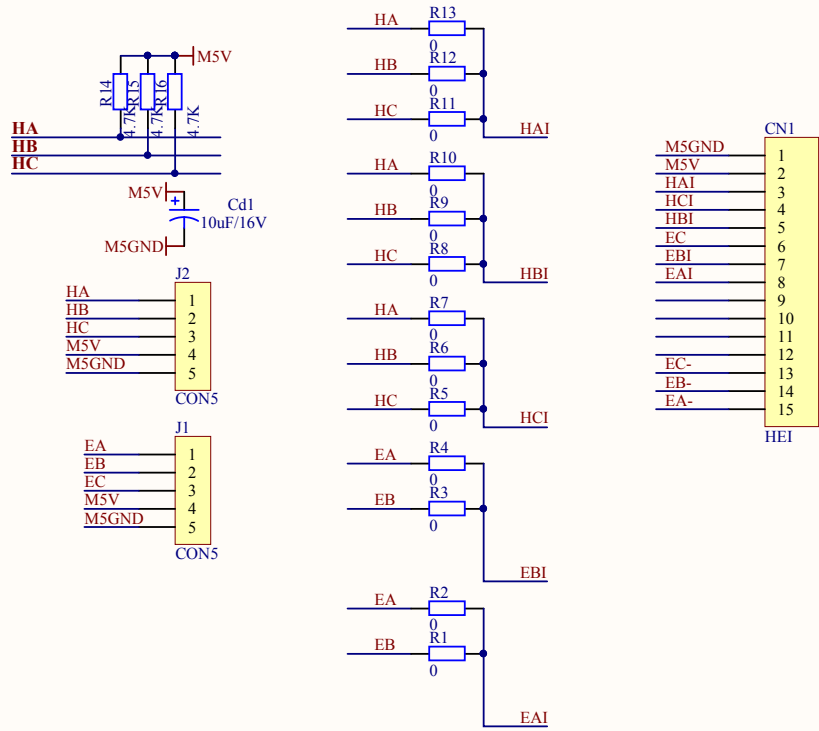 M5V
R14
R15
R16
4.7K
4.7K
4.7K
HA
HB
HC
M5V
+
Cd1
10uF/16V
M5GND
J2
HA
1
HB
2
HC
3
M5V
4
M5GND
5
CON5
J1
EA
1
EB
2
EC
3
M5V
4
M5GND
5
CON5
HA
R13
0
HB
R12
0
HC
R11
0
HAI
HA
R10
0
HB
R9
0
HC
R8
0
HBI
HA
R7
0
HB
R6
0
HC
R5
0
HCI
EA
R4
0
EB
R3
0
EBI
EA
R2
0
EB
R1
0
EAI
CN1
M5GND
1
M5V
2
HAI
3
HCI
4
HBI
5
EC
6
EBI
7
EAI
8
9
10
11
12
EC-
13
EB-
14
EA-
15
HEI